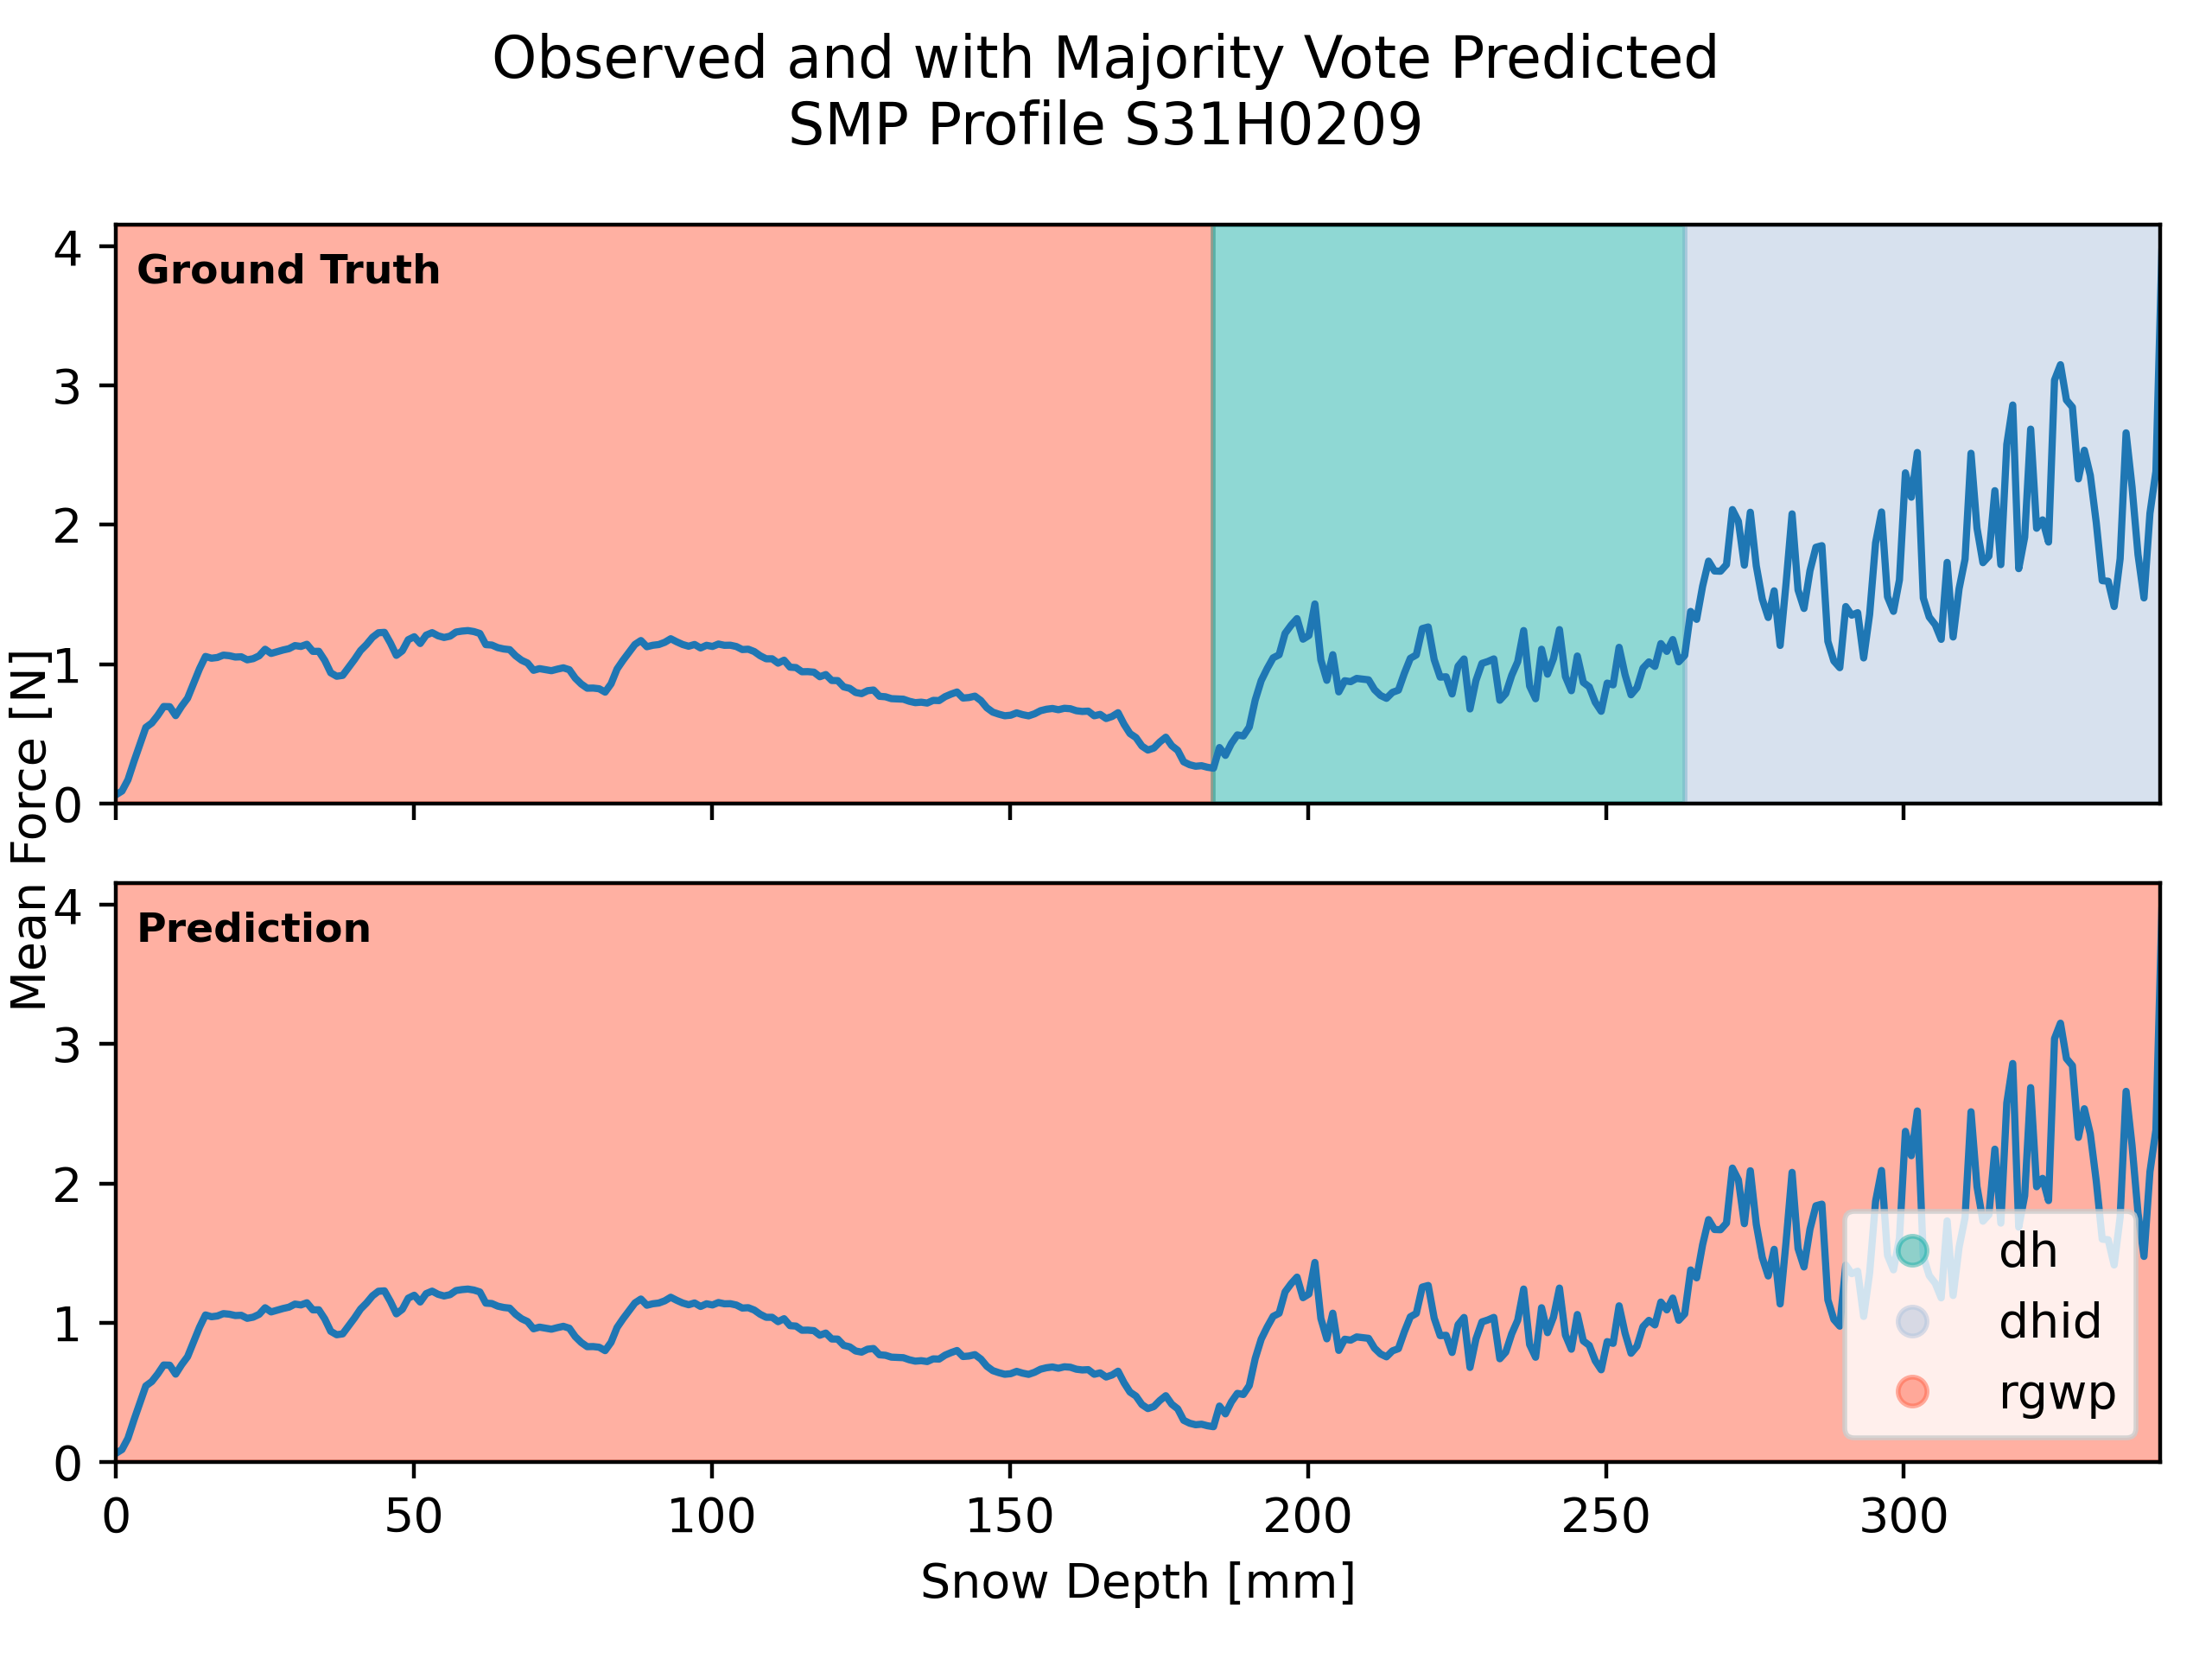 Observed and with Majority Vote Predicted
SMP Profile S31H0209
Mean Force [N]
4
3
2
1
0
Ground Truth
4
3
2
1
0
Prediction
dh
dhid
rgwp
0 50 100 150 200 250 300
Snow Depth [mm]